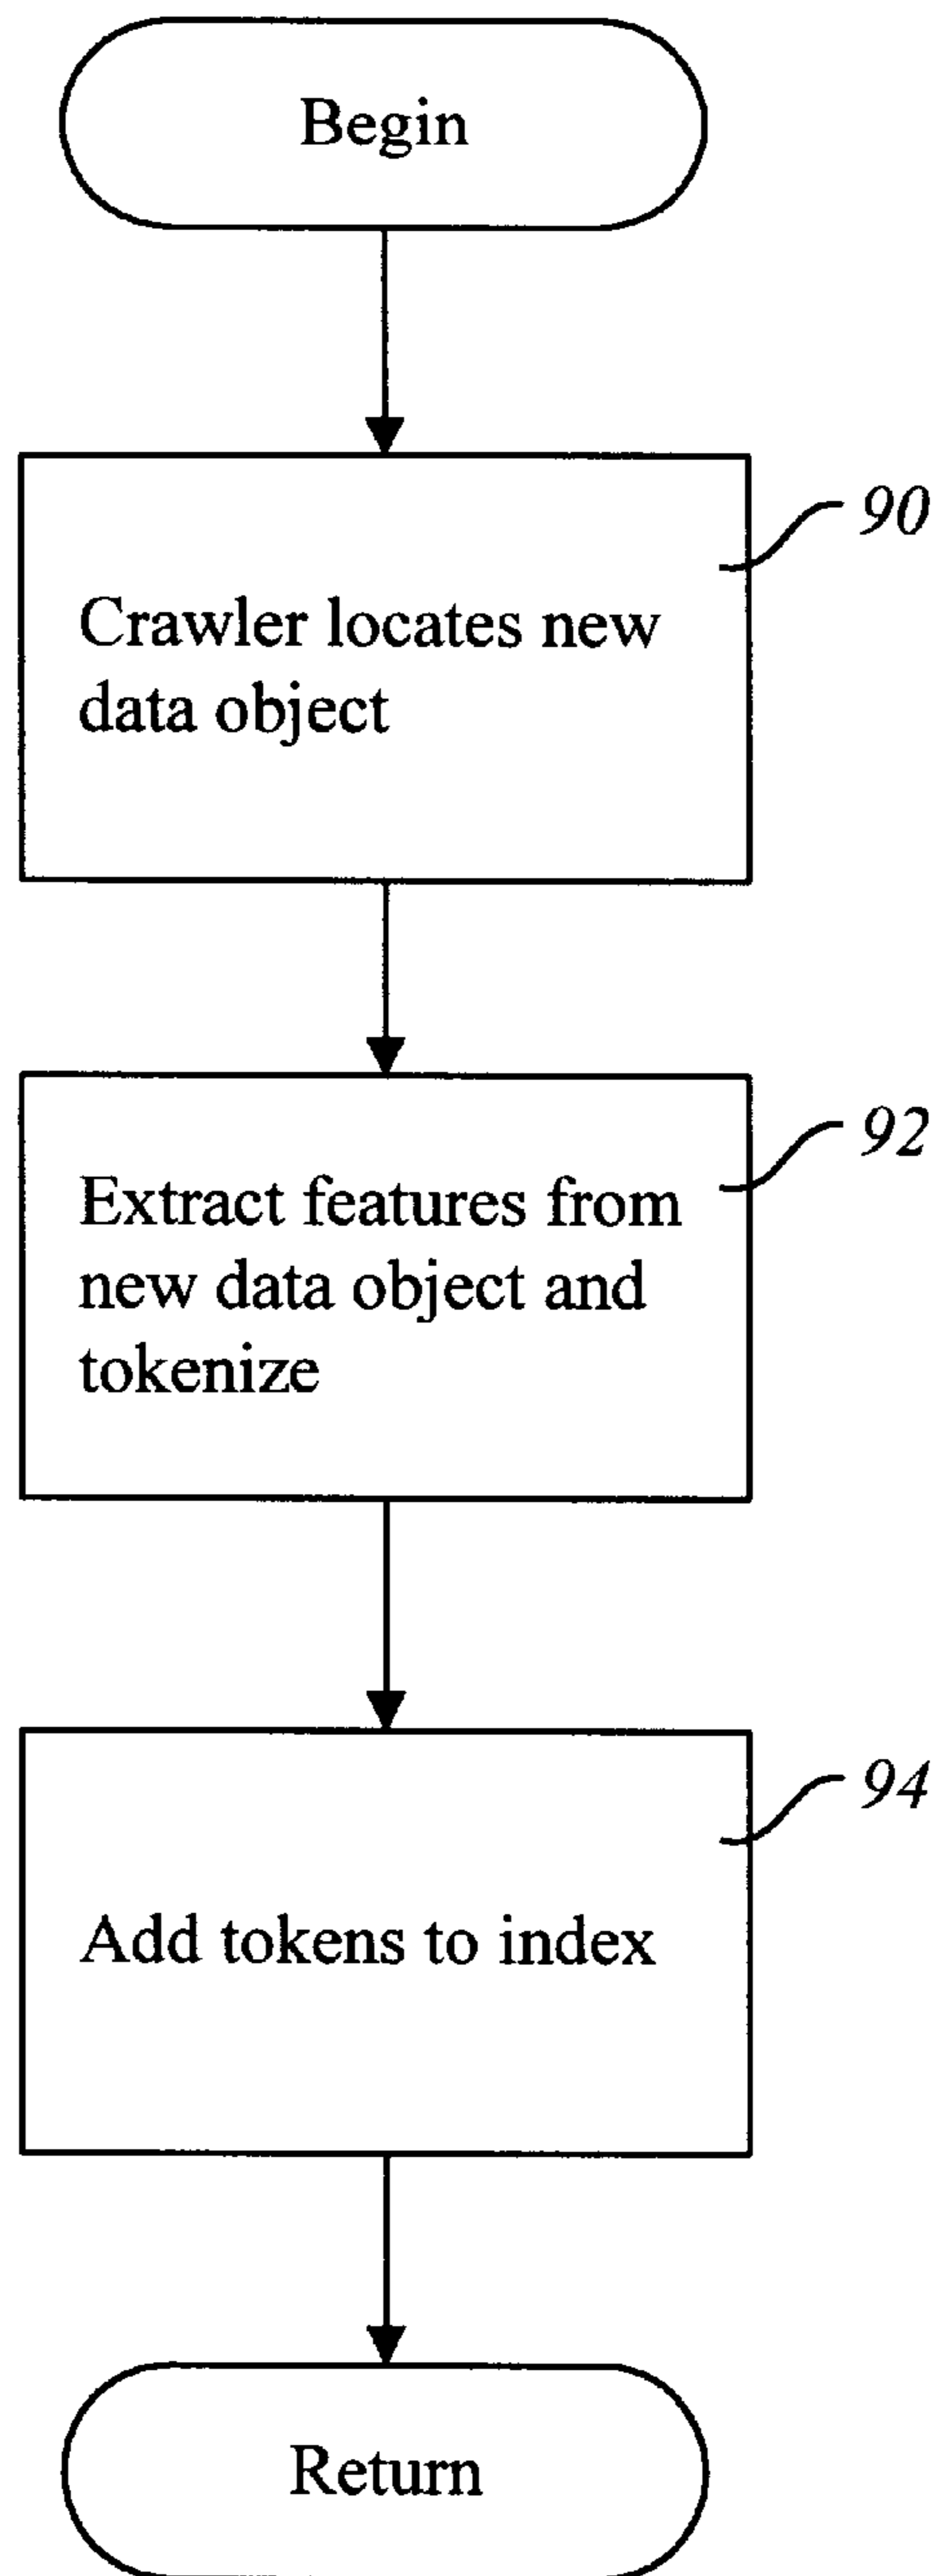 Begin
90
Crawler locates new
data object
92
Extract features from
new data object and
tokenize
94
Add tokens to index
Return